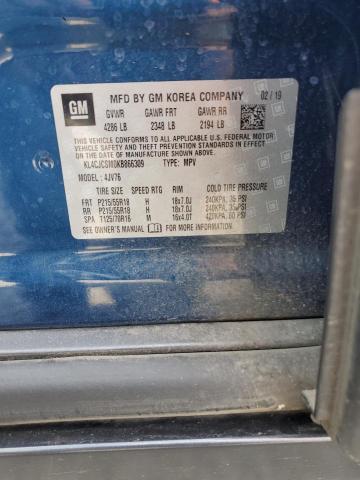 GM MFD BY GM KOREA COMPANY 02/19
GVWR GAWR FRT GAWR RR
4286 LB 2348 LB 2194 LB
THIS VEHICLE CONFORMS TO ALL APPLICABLE U.S. FEDERAL MOTOR
VEHICLE SAFETY, BUMPER, AND THEFT PREVENTION STANDARDS IN EFFECT ON THE
DATE OF MANUFACTURE SHOWN ABOVE.
KL4CJCSM0KB866309 TYPE: MPV
MODEL: 4JV76
TIRE SIZE SPEED RTG RIM COLD TIRE PRESSURE
FRT P215/55R18 H 18x7.0J 240KPA, 35 PSI
RR P215/55R18 H 18x7.0J 240KPA, 35 PSI
SPA T125/70R16 M 16x4.0T 420KPA, 60 PSI
SEE OWNER'S MANUAL FOR MORE INFORMATION.